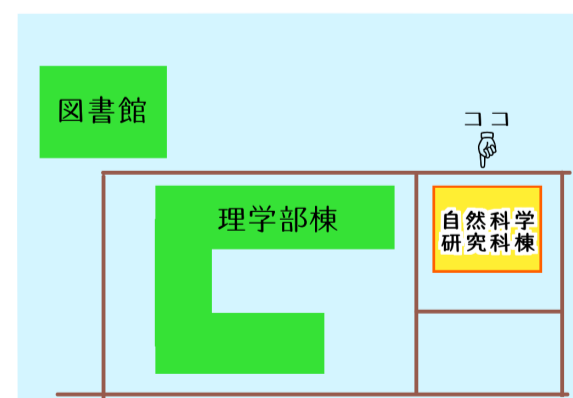 図書館
ココ
理学部棟
自然科学
研究科棟